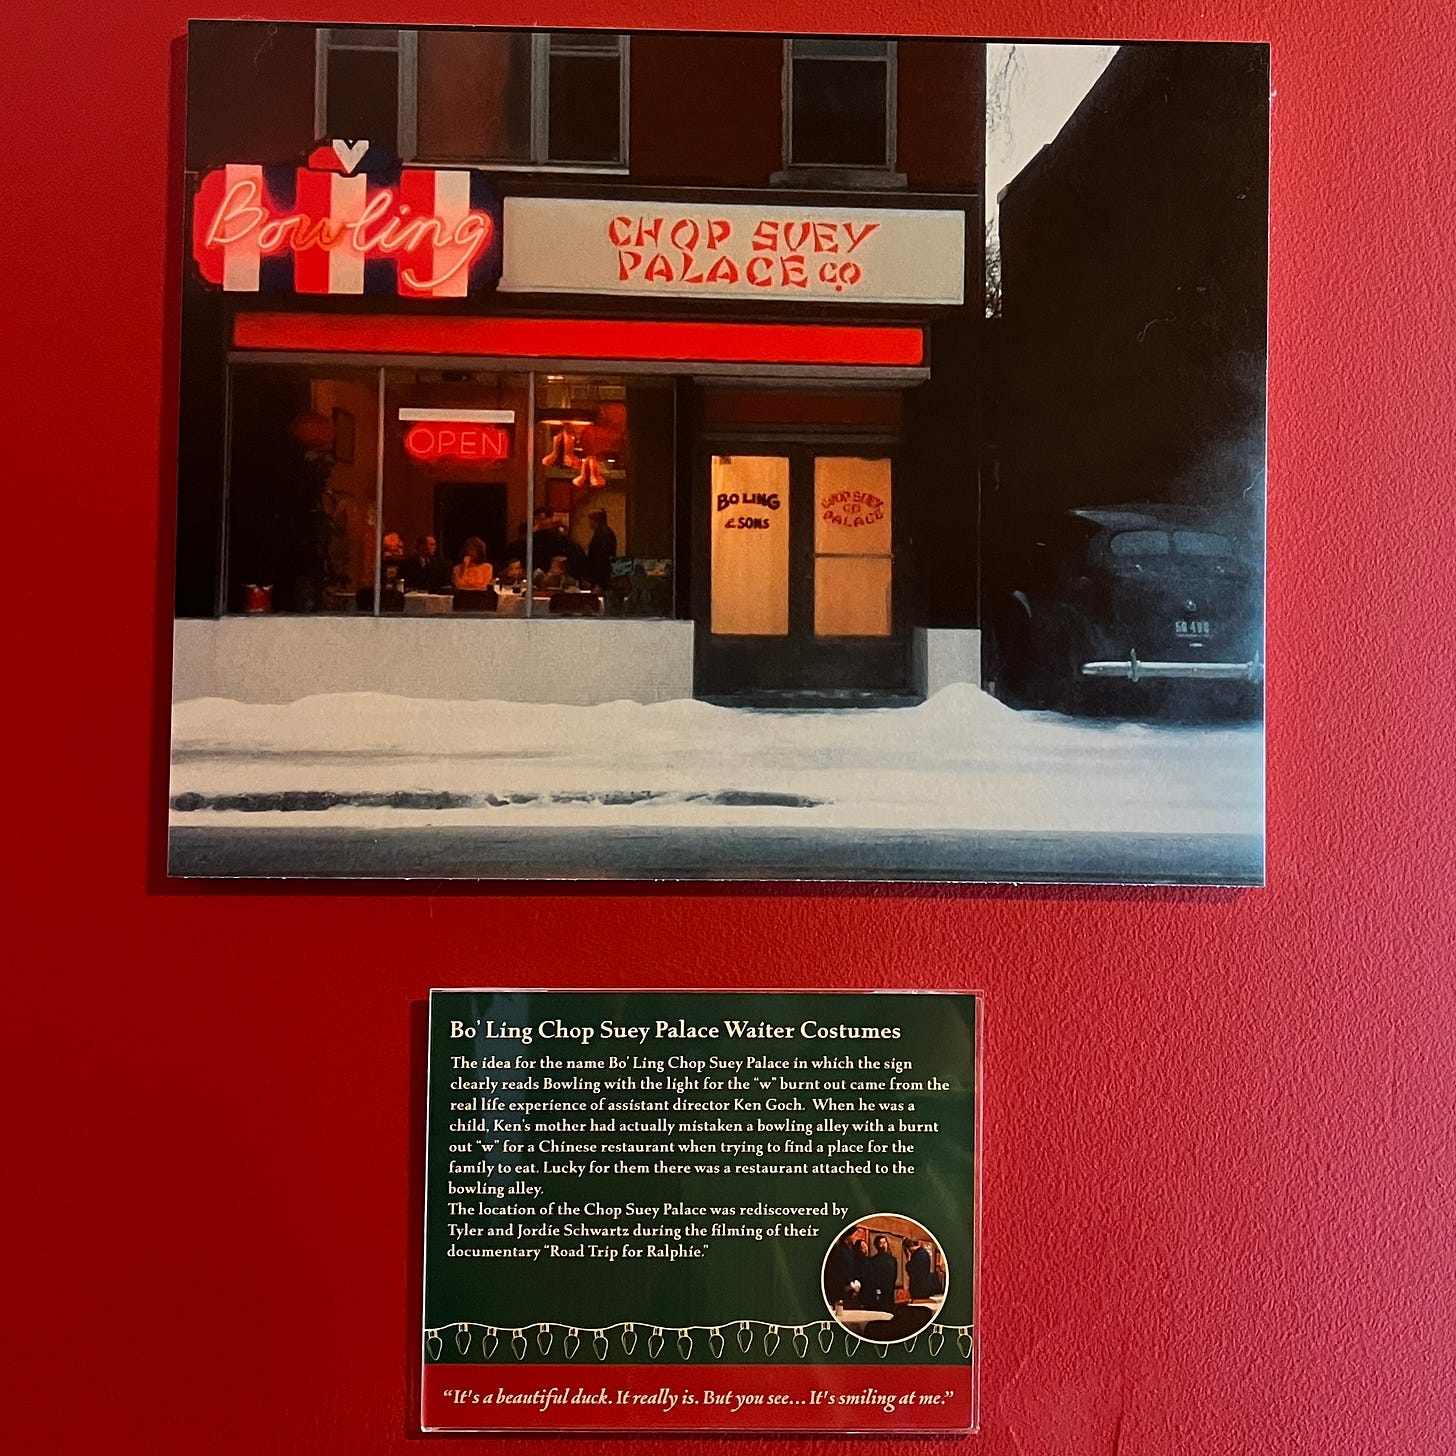 Bowling
CHOP SUEY
PALACE CO
OPEN
BO LING
& SONS
CHOP SUEY
CO
PALACE
Bo' Ling Chop Suey Palace Waiter Costumes
The idea for the name Bo' Ling Chop Suey Palace in which the sign
clearly reads Bowling with the light for the “w” burnt out came from the
real life experience of assistant director Ken Goch. When he was a
child, Ken's mother had actually mistaken a bowling alley with a burnt
out “w” for a Chinese restaurant when trying to find a place for the
family to eat. Lucky for them there was a restaurant attached to the
bowling alley.
The location of the Chop Suey Palace was rediscovered by
Tyler and Jordie Schwartz during the filming of their
documentary “Road Trip for Ralphie.”
“It's a beautiful duck. It really is. But you see... It's smiling at me.”